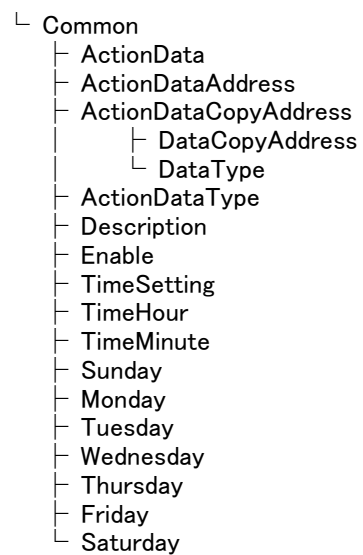 └ Common
├ ActionData
├ ActionDataAddress
├ ActionDataCopyAddress
│ ├ DataCopyAddress
│ └ DataType
├ ActionDataType
├ Description
├ Enable
├ TimeSetting
├ TimeHour
├ TimeMinute
├ Sunday
├ Monday
├ Tuesday
├ Wednesday
├ Thursday
├ Friday
└ Saturday